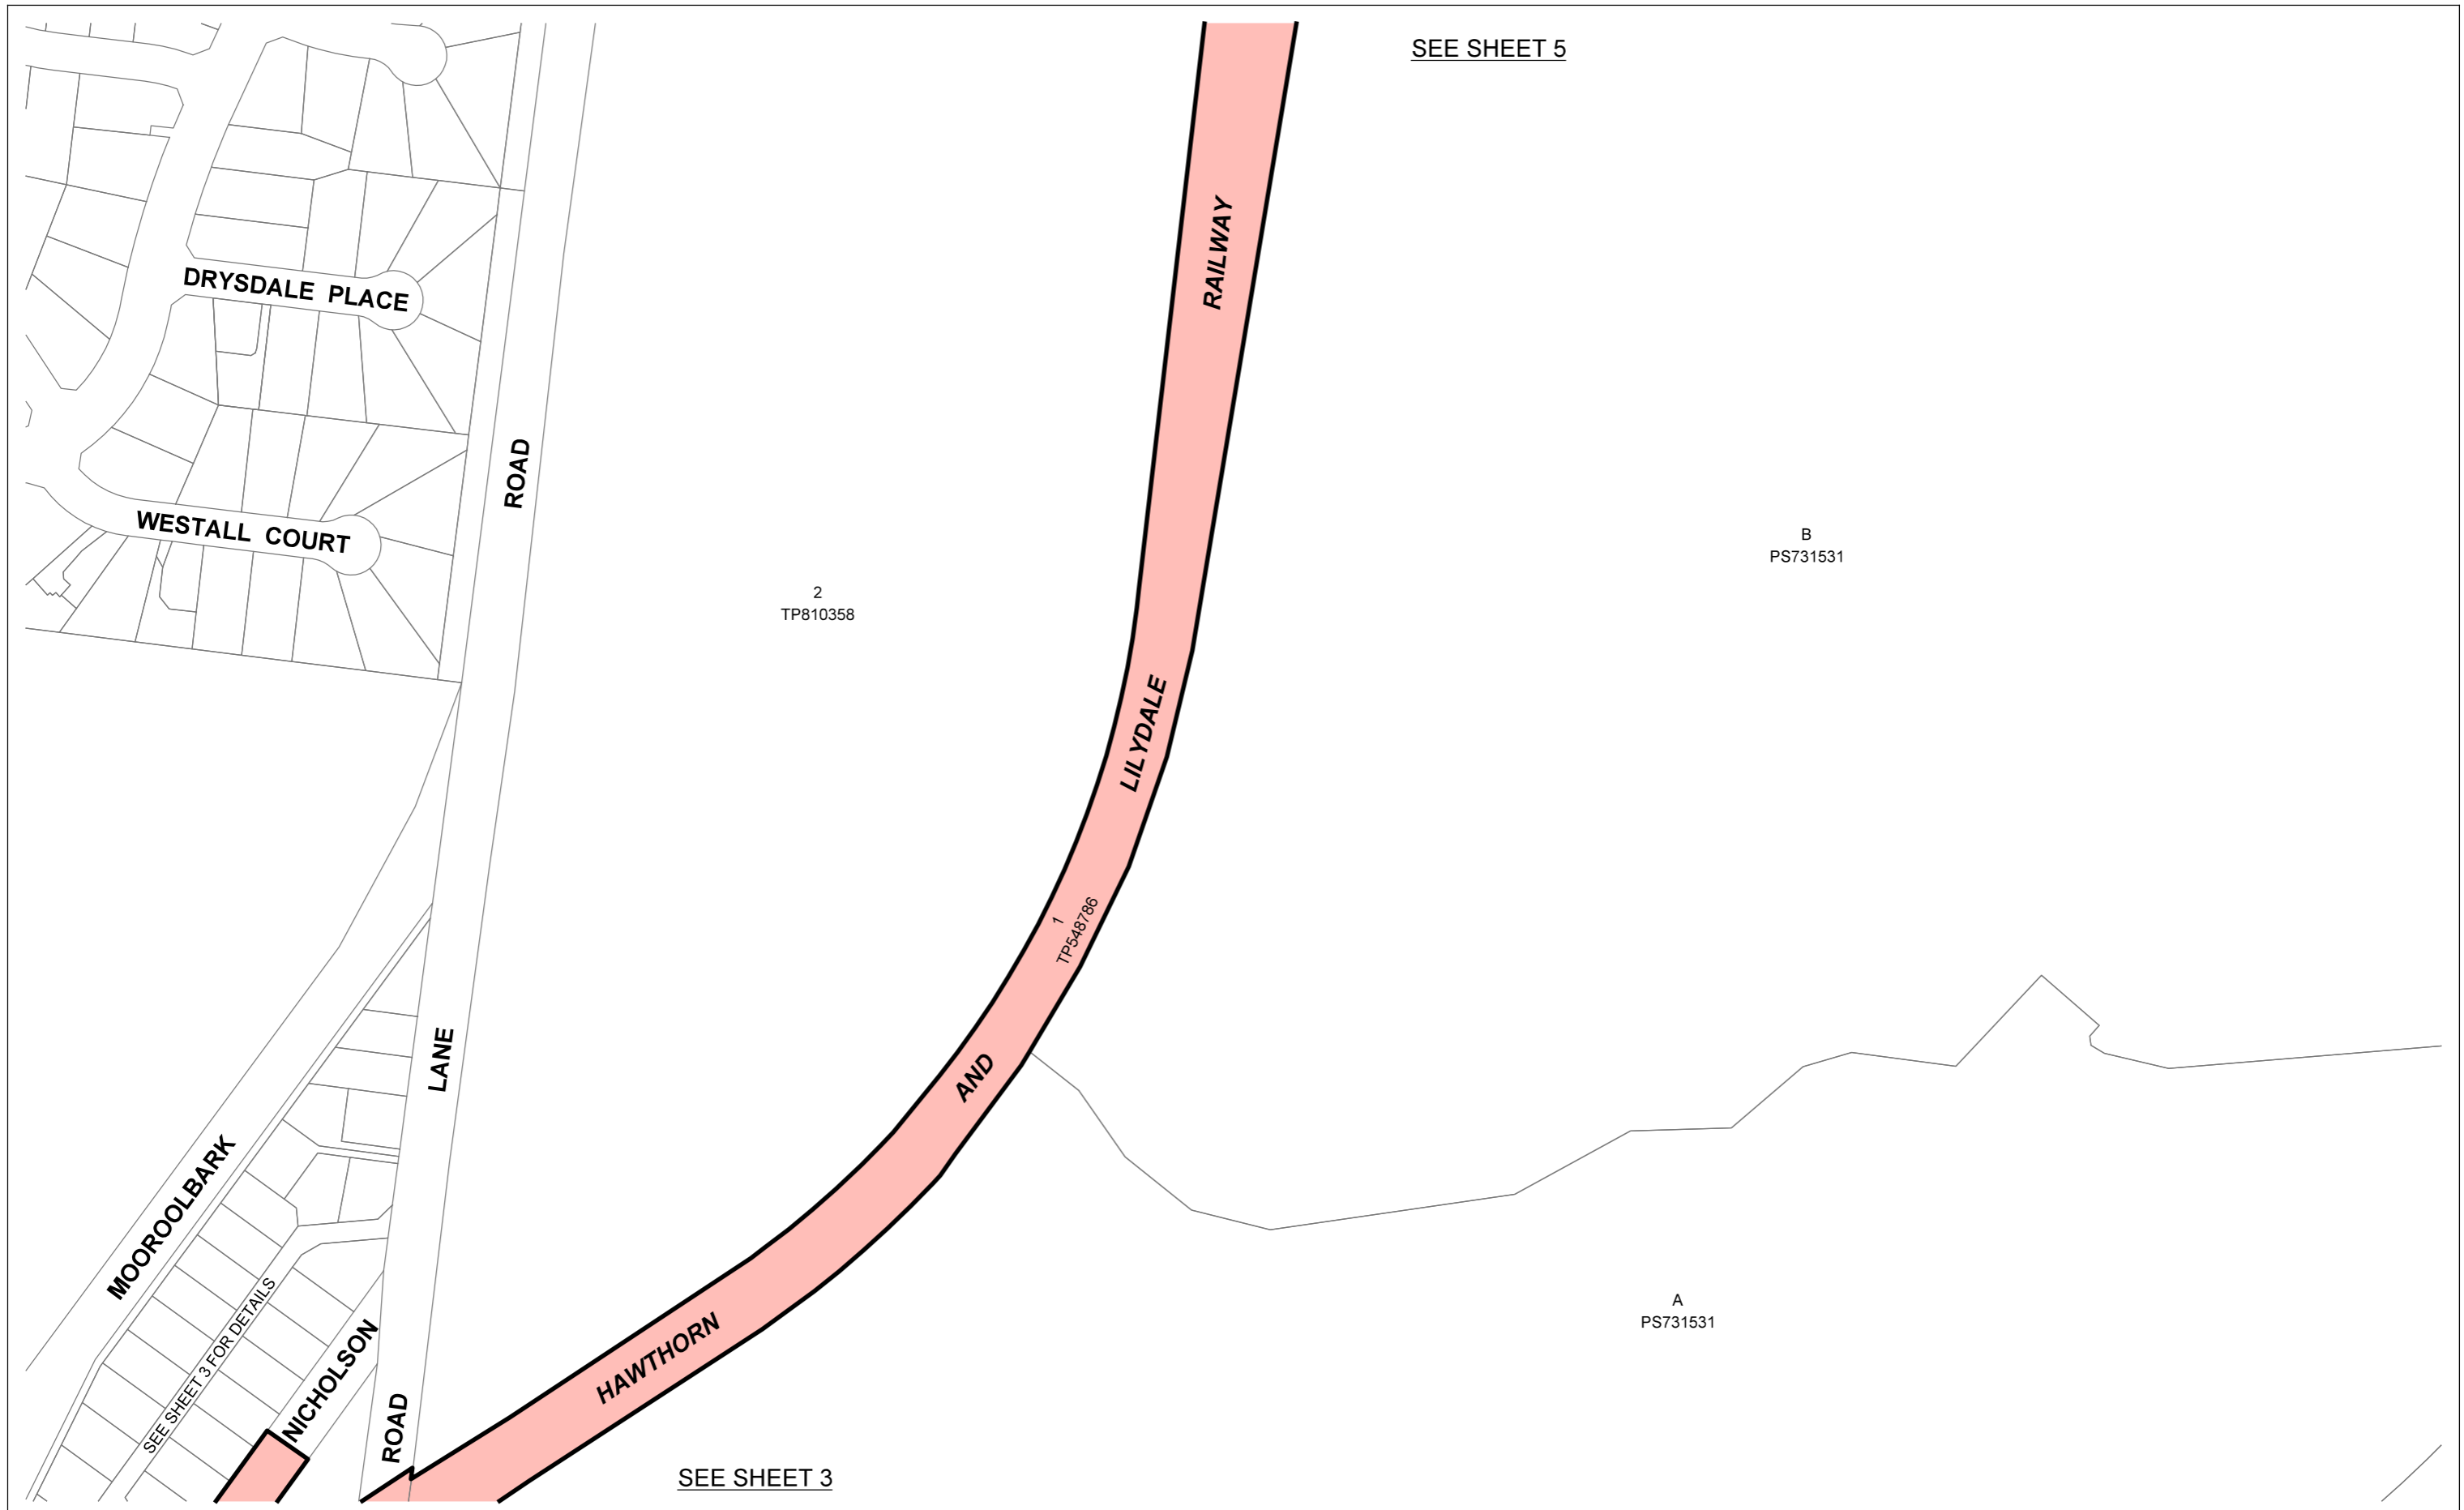 SEE SHEET 5
RAILWAY
DRYSDALE PLACE
ROAD
WESTALL COURT
B
PS731531
2
TP810358
LILYDALE
1
TP548786
LANE
AND
MOOROOLBARK
SEE SHEET 3 FOR DETAILS
NICHOLSON
HAWTHORN
A
PS731531
ROAD
SEE SHEET 3